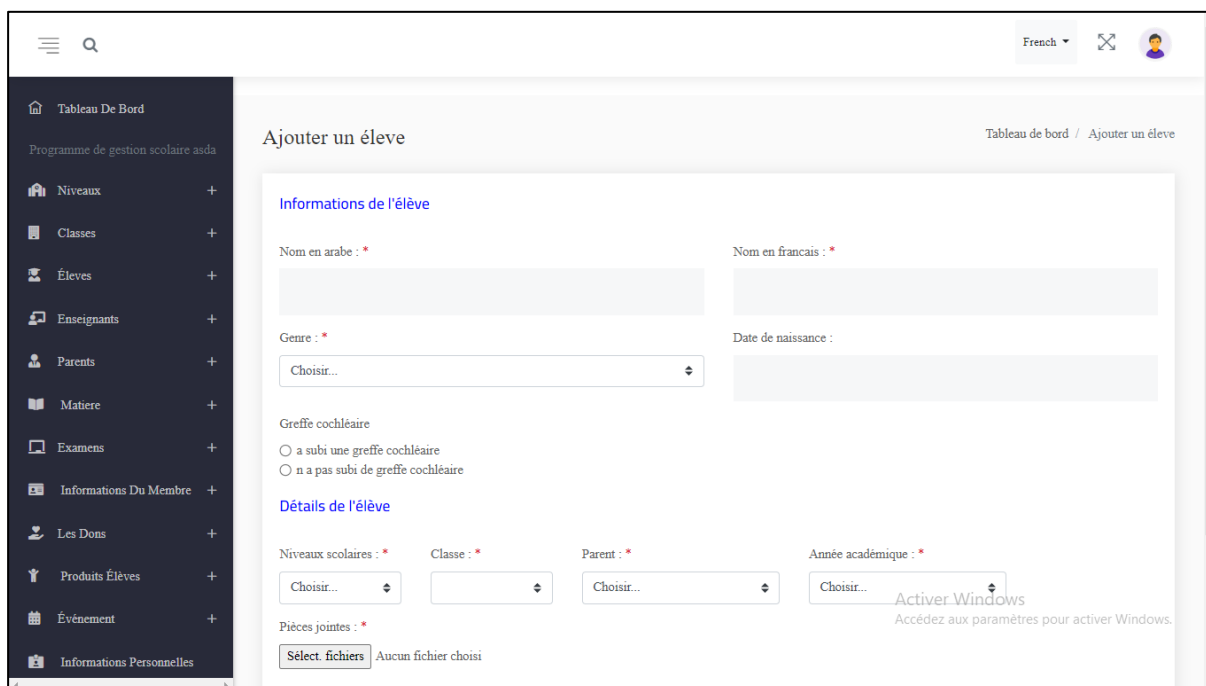 French
Tableau De Bord
Programme de gestion scolaire asda
Niveaux +
Classes +
Éleves +
Enseignants +
Parents +
Matiere +
Examens +
Informations Du Membre +
Les Dons +
Produits Élèves +
Événement +
Informations Personnelles
Ajouter un éleve
Tableau de bord / Ajouter un éleve
Informations de l'élève
Nom en arabe : *
Nom en francais : *
Genre : *
Date de naissance :
Choisir...
Greffe cochléaire
a subi une greffe cochléaire
n a pas subi de greffe cochléaire
Détails de l'élève
Niveaux scolaires : * Classe : * Parent : * Année académique : *
Choisir... Choisir... Choisir...
Activer Windows
Accédez aux paramètres pour activer Windows.
Pièces jointes : *
Sélect. fichiers Aucun fichier choisi